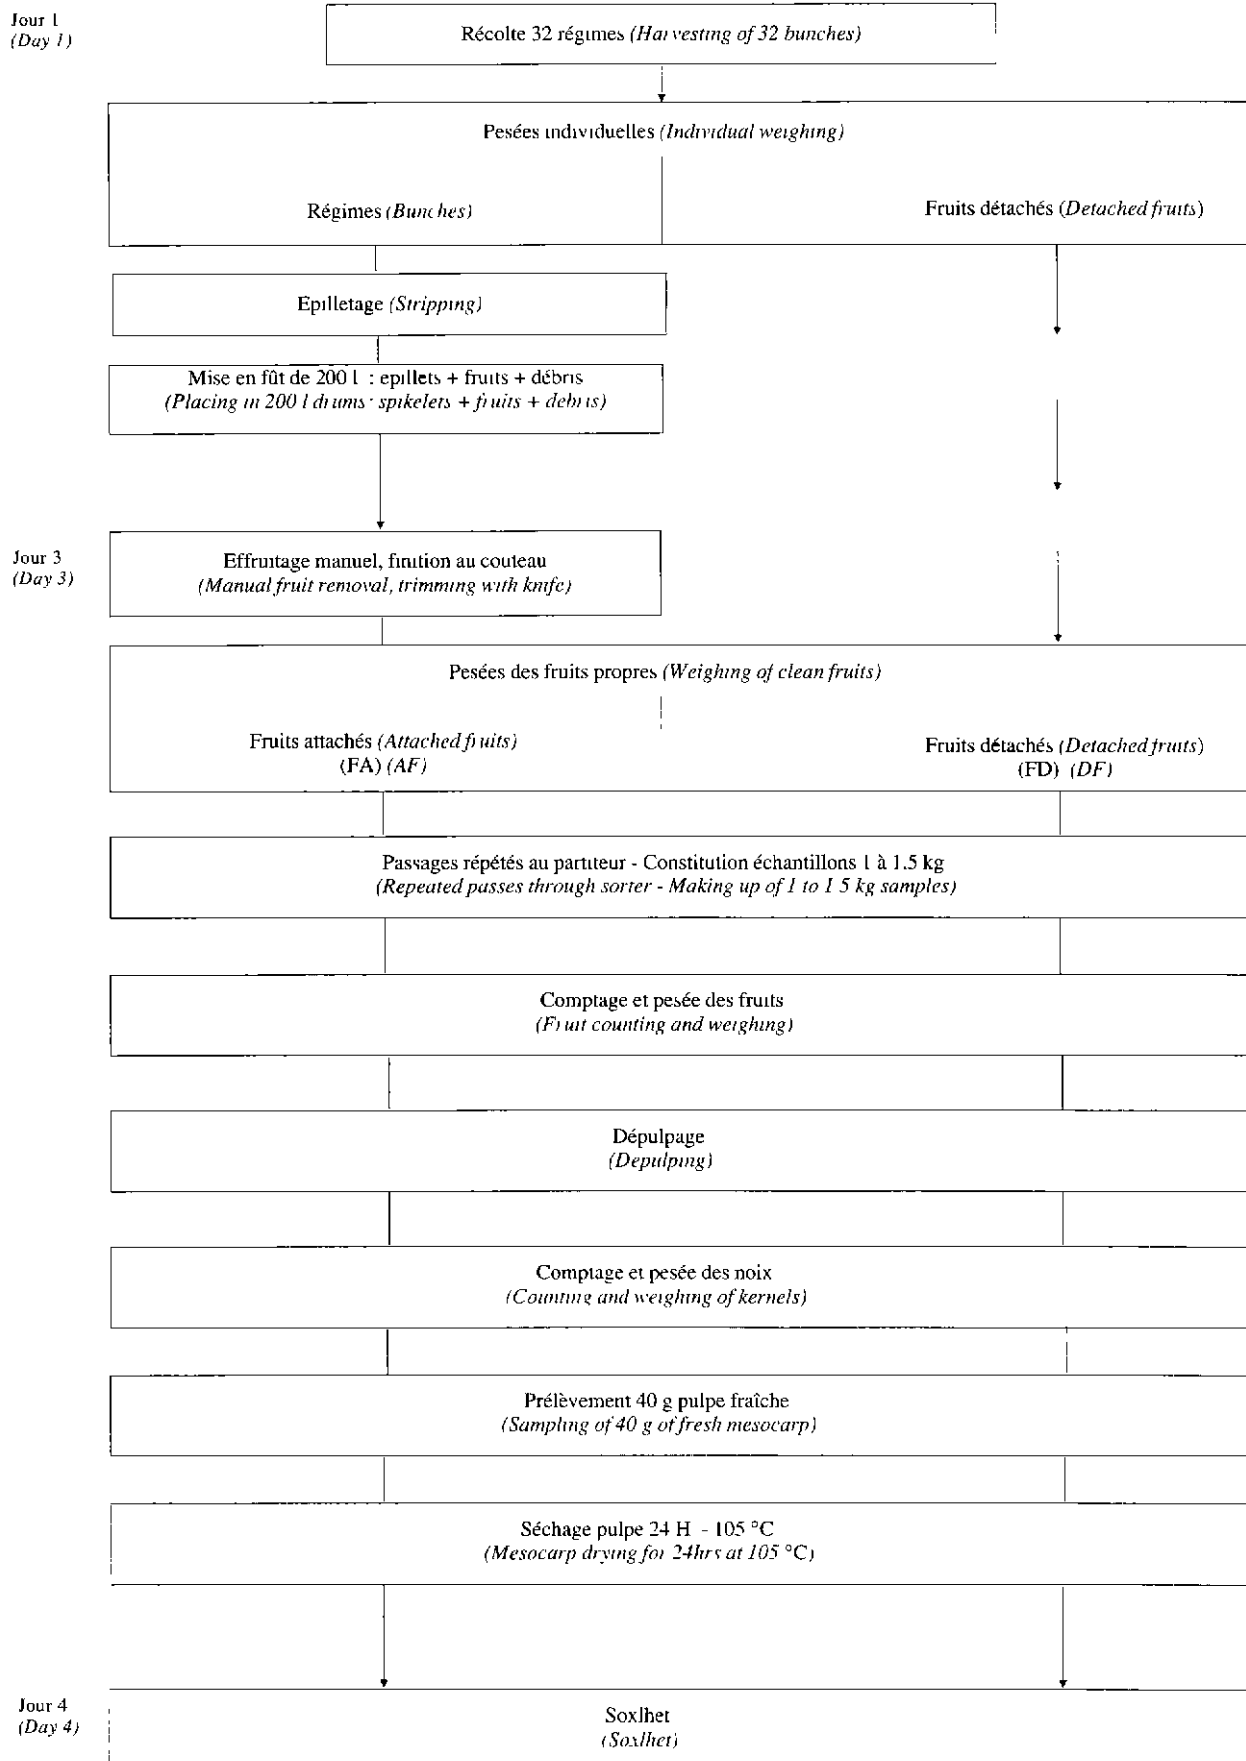 Jour 1
(Day 1)
Récolte 32 régimes (Harvesting of 32 bunches)
Pesées individuelles (Individual weighing)
Régimes (Bunches)
Fruits détachés (Detached fruits)
Epilletage (Stripping)
Mise en fût de 200 l : epillets + fruits + débris
(Placing in 200 l drums : spikelets + fruits + debris)
Jour 3
(Day 3)
Effruitage manuel, finition au couteau
(Manual fruit removal, trimming with knife)
Pesées des fruits propres (Weighing of clean fruits)
Fruits attachés (Attached fruits)
(FA) (AF)
Fruits détachés (Detached fruits)
(FD) (DF)
Passages répétés au partiteur - Constitution échantillons 1 à 1.5 kg
(Repeated passes through sorter - Making up of 1 to 1 5 kg samples)
Comptage et pesée des fruits
(Fruit counting and weighing)
Dépulpage
(Depulping)
Comptage et pesée des noix
(Counting and weighing of kernels)
Prélèvement 40 g pulpe fraîche
(Sampling of 40 g of fresh mesocarp)
Séchage pulpe 24 H - 105 °C
(Mesocarp drying for 24hrs at 105 °C)
Jour 4
(Day 4)
Soxlhet
(Soxlhet)